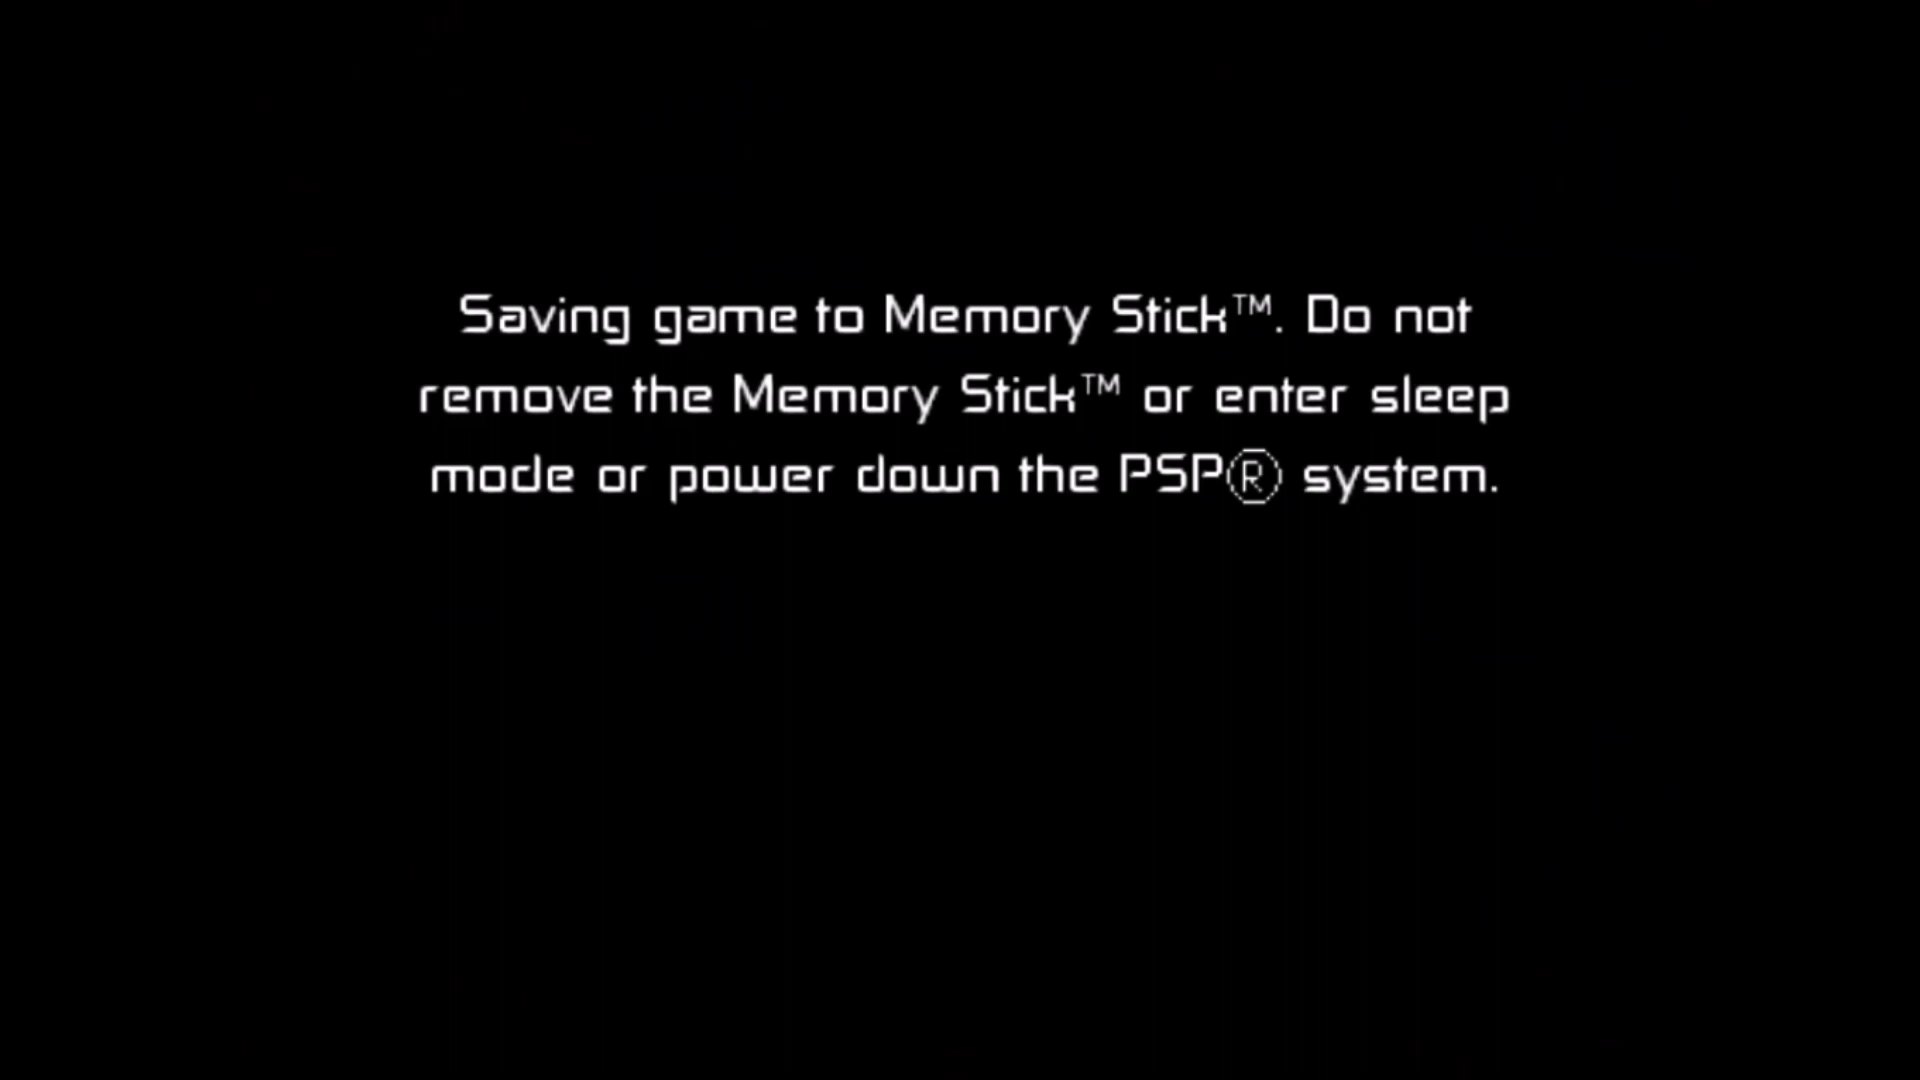 Saving game to Memory Stick™. Do not
remove the Memory Stick™ or enter sleep
mode or power down the PSP® system.